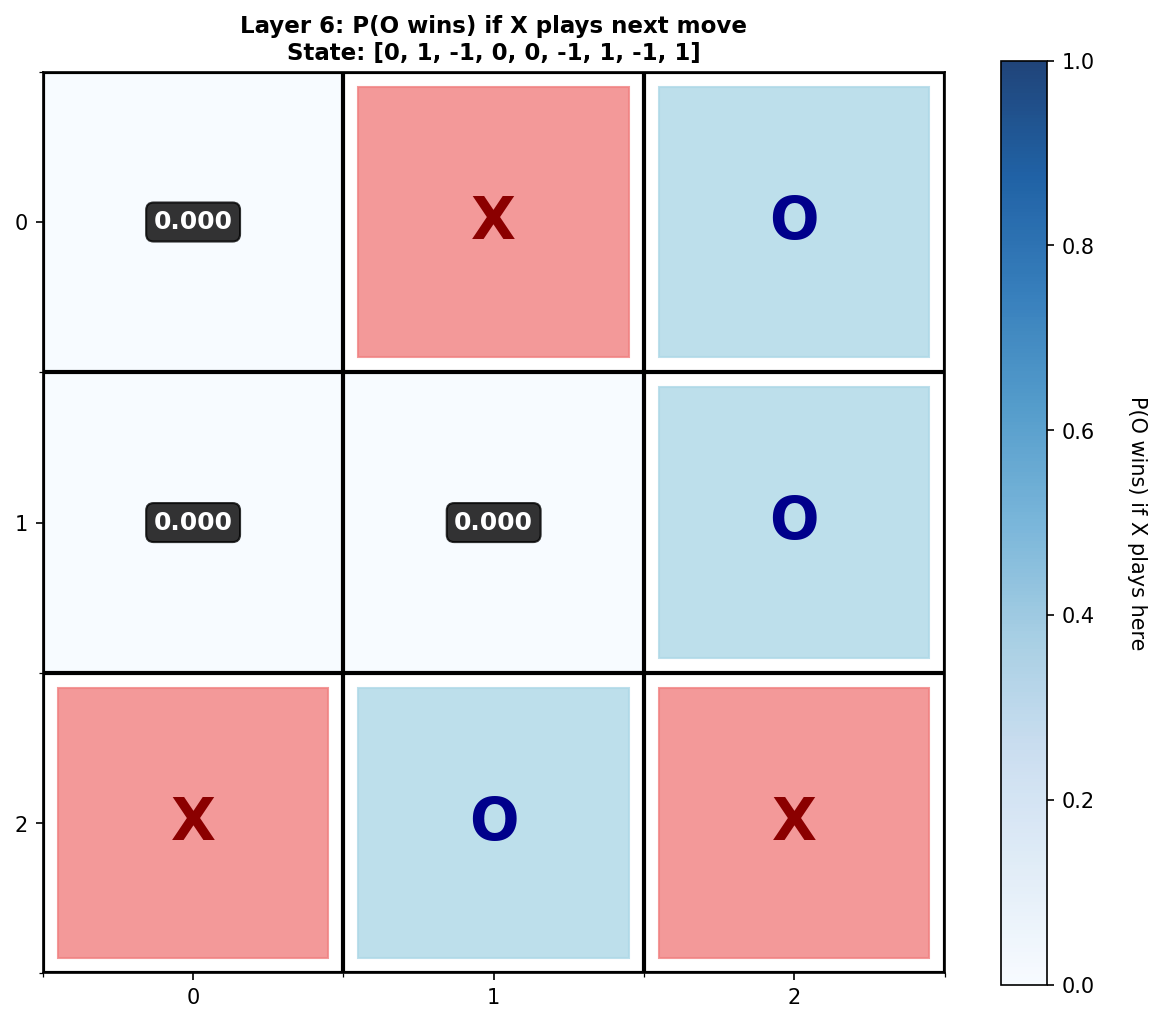 Layer 6: P(O wins) if X plays next move
State: [0, 1, -1, 0, 0, -1, 1, -1, 1]
0
0.000
X
O
1
0.000
0.000
O
2
X
O
X
0
1
2
1.0
0.8
0.6
0.4
0.2
0.0
P(O wins) if X plays here